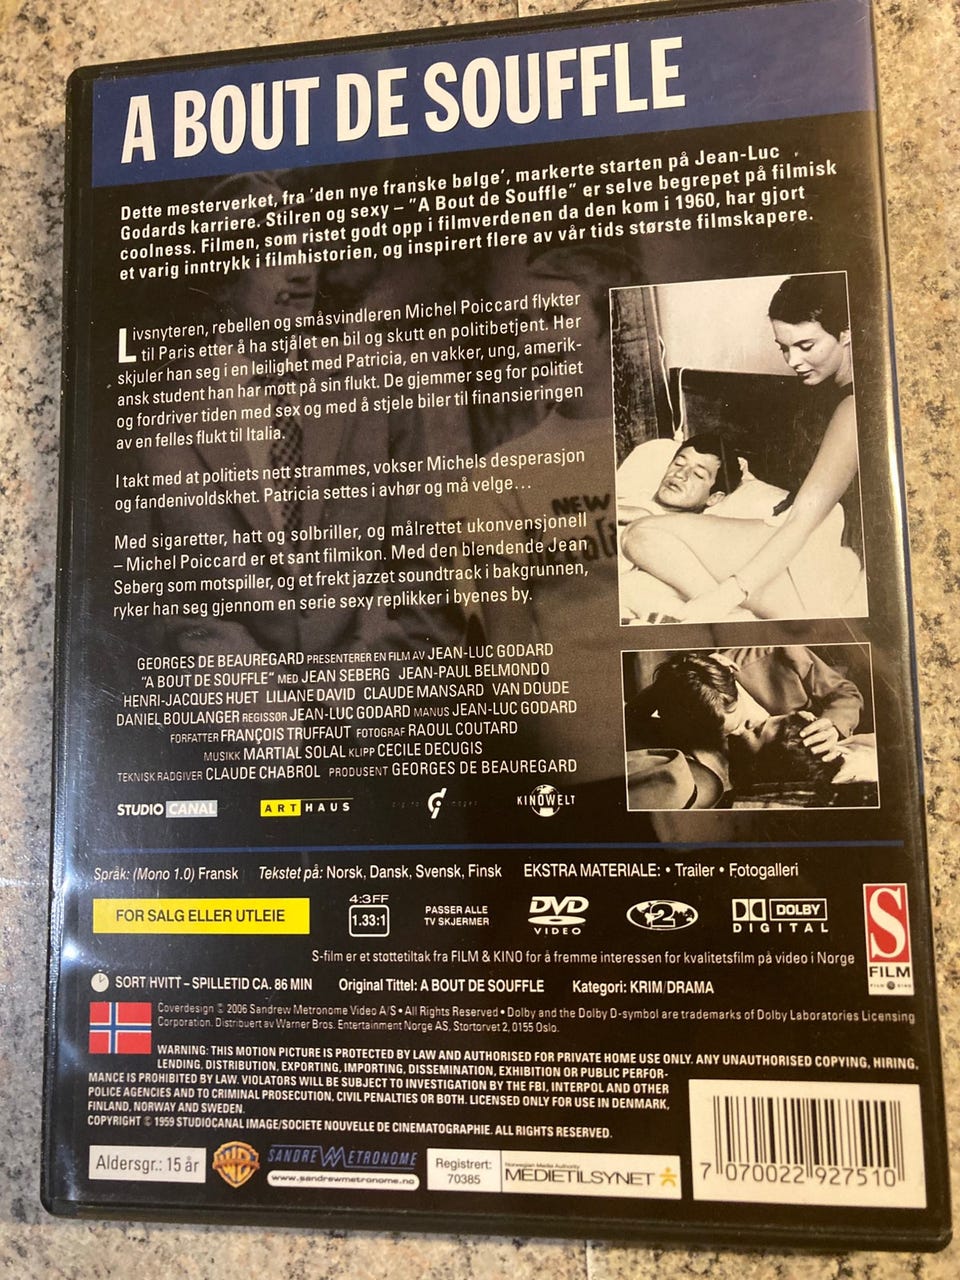 A BOUT DE SOUFFLE
Dette mesterverket, fra 'den nye franske bølge', markerte starten på Jean-Luc
Godards karriere. Stilren og sexy – "A Bout de Souffle" er selve begrepet på filmisk
coolness. Filmen, som ristet godt opp i filmverdenen da den kom i 1960, har gjort
et varig inntrykk i filmhistorien, og inspirert flere av vår tids største filmskapere.
Livsnyteren, rebellen og småsvindleren Michel Poiccard flykter
til Paris etter å ha stjålet en bil og skutt en politibetjent. Her
skjuler han seg i en leilighet med Patricia, en vakker, ung, amerik-
ansk student han har møtt på sin flukt. De gjemmer seg for politiet
og fordriver tiden med sex og med å stjele biler til finansieringen
av en felles flukt til Italia.
I takt med at politiets nett strammes, vokser Michels desperasjon
og fandenivoldskhet. Patricia settes i avhør og må velge...
NEW
Med sigaretter, hatt og solbriller, og målrettet ukonvensjonell
– Michel Poiccard er et sant filmikon. Med den blendende Jean
Seberg som motspiller, og et frekt jazzet soundtrack i bakgrunnen,
ryker han seg gjennom en serie sexy replikker i byenes by.
GEORGES DE BEAUREGARD PRESENTERER EN FILM AV JEAN-LUC GODARD
"A BOUT DE SOUFFLE" MED JEAN SEBERG JEAN-PAUL BELMONDO
HENRI-JACQUES HUET LILIANE DAVID CLAUDE MANSARD VAN DOUDE
DANIEL BOULANGER REGISSØR JEAN-LUC GODARD MANUS JEAN-LUC GODARD
FORFATTER FRANÇOIS TRUFFAUT FOTOGRAF RAOUL COUTARD
MUSIKK MARTIAL SOLAL KLIPP CECILE DECUGIS
TEKNISK RÅDGIVER CLAUDE CHABROL PRODUSENT GEORGES DE BEAUREGARD
STUDIO CANAL ARTHAUS KINOWELT
Språk: (Mono 1.0) Fransk Tekstet på: Norsk, Dansk, Svensk, Finsk EKSTRA MATERIALE: • Trailer • Fotogalleri
FOR SALG ELLER UTLEIE
4:3FF
1.33:1
PASSER ALLE
TV SKJERMER
DVD
VIDEO
2
DOLBY
DIGITAL
S
FILM
FILM & KINO
S-film er et støttetiltak fra FILM & KINO for å fremme interessen for kvalitetsfilm på video i Norge
SORT HVITT – SPILLETID CA. 86 MIN Original Tittel: A BOUT DE SOUFFLE Kategori: KRIM/DRAMA
Coverdesign © 2006 Sandrew Metronome Video A/S • All Rights Reserved • Dolby and the Dolby D-symbol are trademarks of Dolby Laboratories Licensing
Corporation. Distribuert av Warner Bros. Entertainment Norge AS, Stortorvet 2, 0155 Oslo.
WARNING: THIS MOTION PICTURE IS PROTECTED BY LAW AND AUTHORISED FOR PRIVATE HOME USE ONLY. ANY UNAUTHORISED COPYING, HIRING,
LENDING, DISTRIBUTION, EXPORTING, IMPORTING, DISSEMINATION, EXHIBITION OR PUBLIC PERFOR-
MANCE IS PROHIBITED BY LAW. VIOLATORS WILL BE SUBJECT TO INVESTIGATION BY THE FBI, INTERPOL AND OTHER
POLICE AGENCIES AND TO CRIMINAL PROSECUTION, CIVIL PENALTIES OR BOTH. LICENSED ONLY FOR USE IN DENMARK,
FINLAND, NORWAY AND SWEDEN.
COPYRIGHT © 1959 STUDIOCANAL IMAGE/SOCIETE NOUVELLE DE CINEMATOGRAPHIE. ALL RIGHTS RESERVED.
Aldersgr.: 15 år
WB
SANDREW METRONOME
www.sandrewmetronome.no
Registrert:
70385
Norwegian Media Authority
MEDIETILSYNET
7 070022 927510